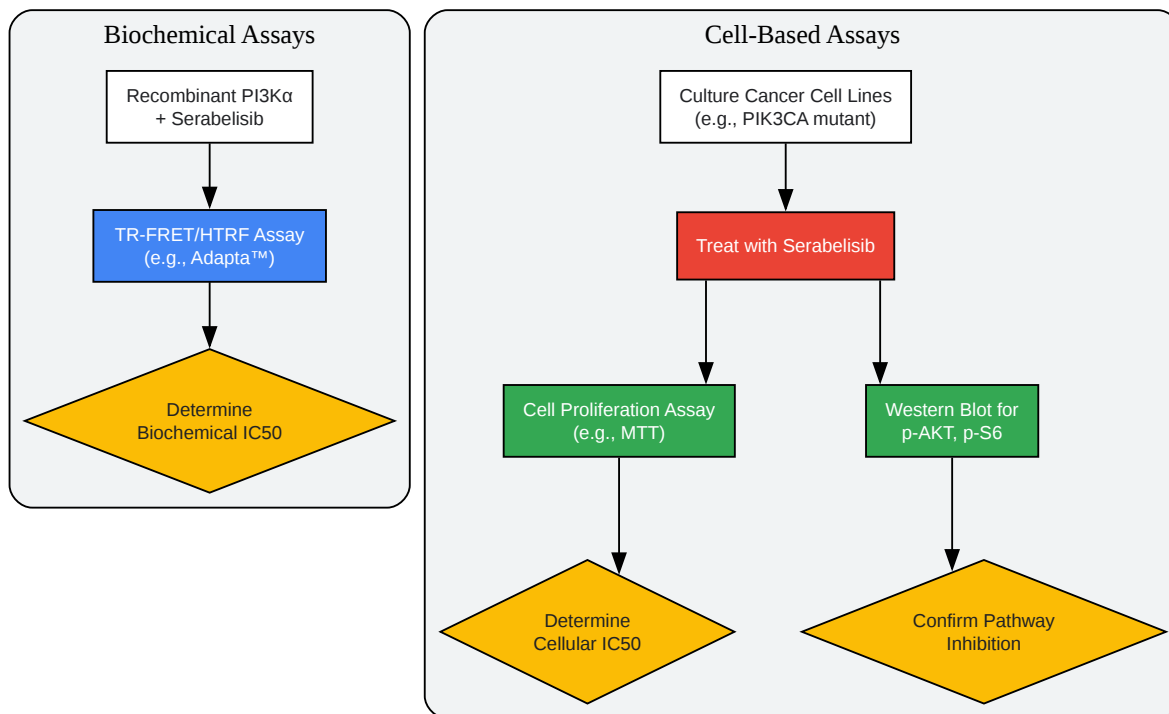 Biochemical Assays
Recombinant PI3Kα
+ Serabelisib
TR-FRET/HTRF Assay
(e.g., Adapta™)
Determine
Biochemical IC50
Cell-Based Assays
Culture Cancer Cell Lines
(e.g., PIK3CA mutant)
Treat with Serabelisib
Cell Proliferation Assay
(e.g., MTT)
Western Blot for
p-AKT, p-S6
Determine
Cellular IC50
Confirm Pathway
Inhibition